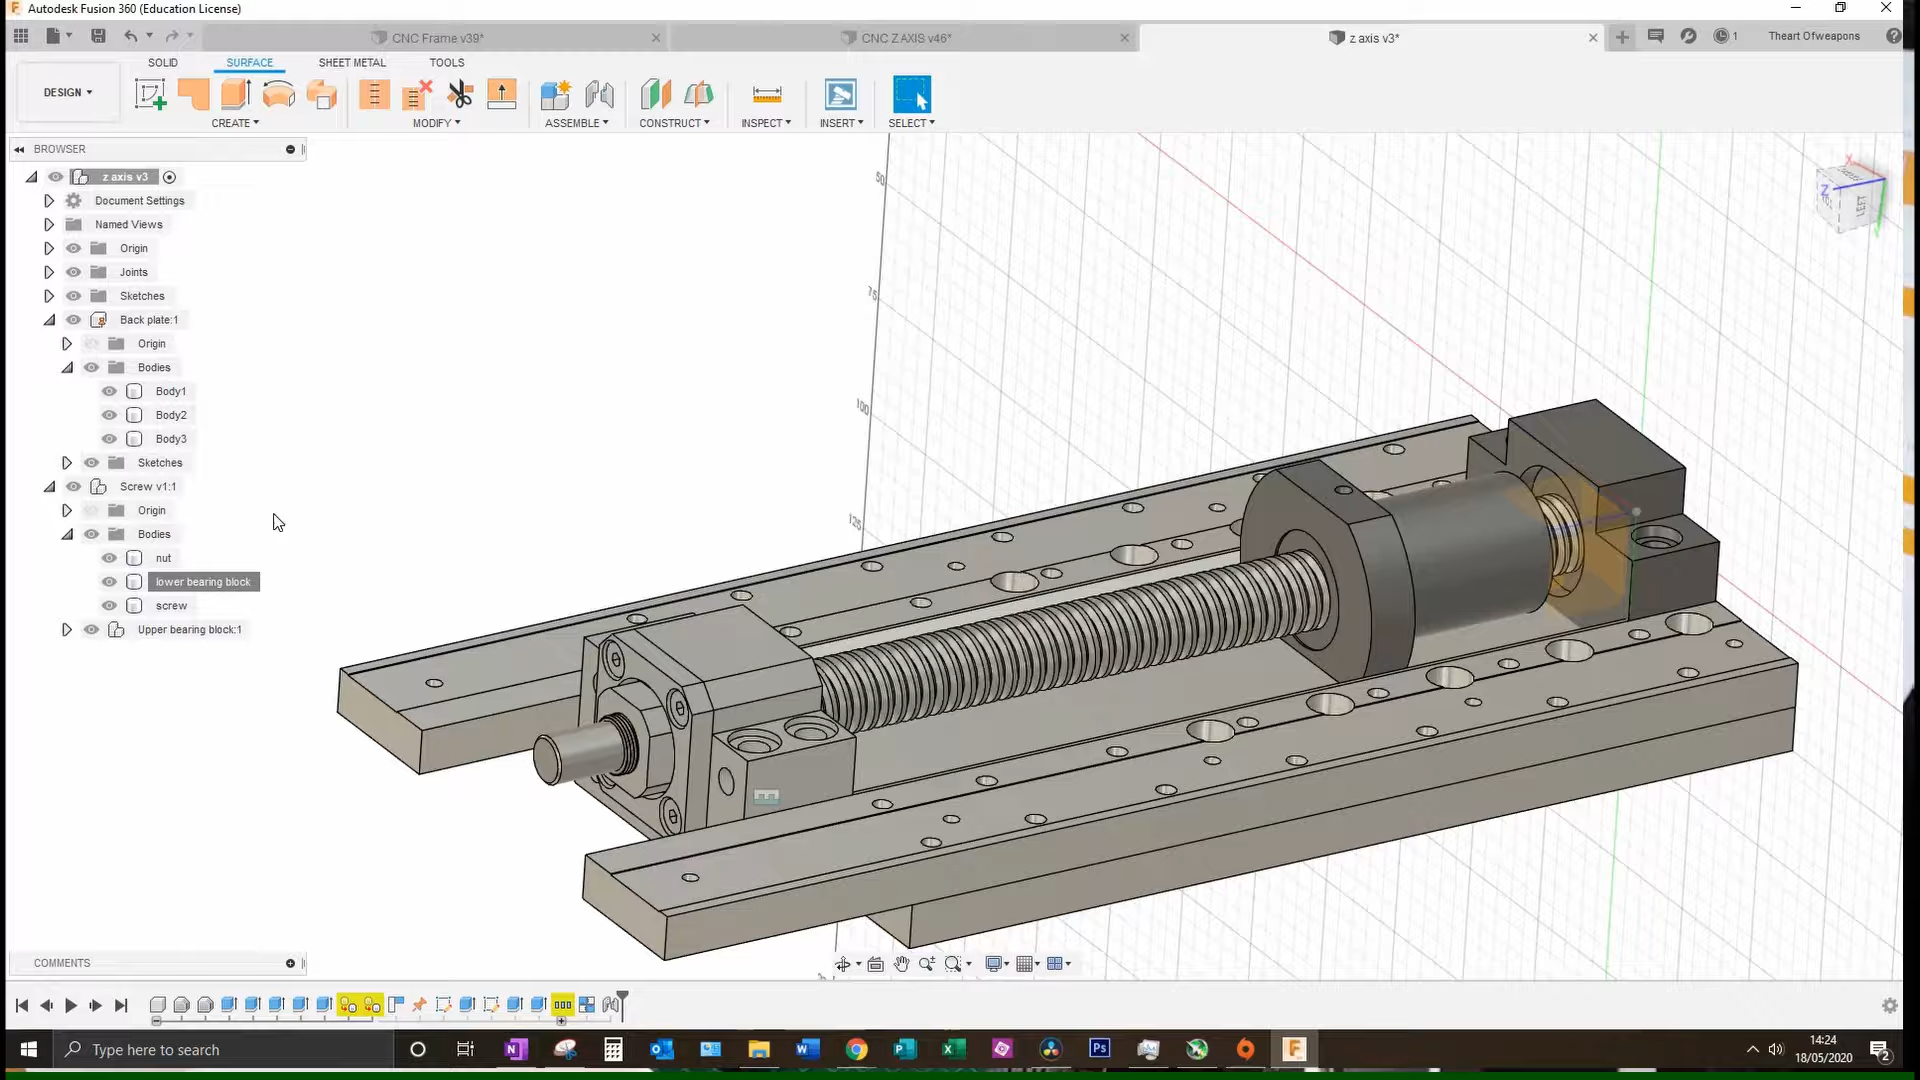 Autodesk Fusion 360 (Education License)
CNC Frame v39*
CNC Z AXIS v46*
z axis v3*
1
Theart Ofweapons
SOLID
SURFACE
SHEET METAL
TOOLS
DESIGN
CREATE
MODIFY
ASSEMBLE
CONSTRUCT
INSPECT
INSERT
SELECT
BROWSER
z axis v3
Document Settings
Named Views
Origin
Joints
Sketches
Back plate:1
Origin
Bodies
Body1
Body2
Body3
Sketches
Screw v1:1
Origin
Bodies
nut
lower bearing block
screw
Upper bearing block:1
50
75
100
125
X
Z
Y
LEFT
COMMENTS
Type here to search
14:24
18/05/2020
2